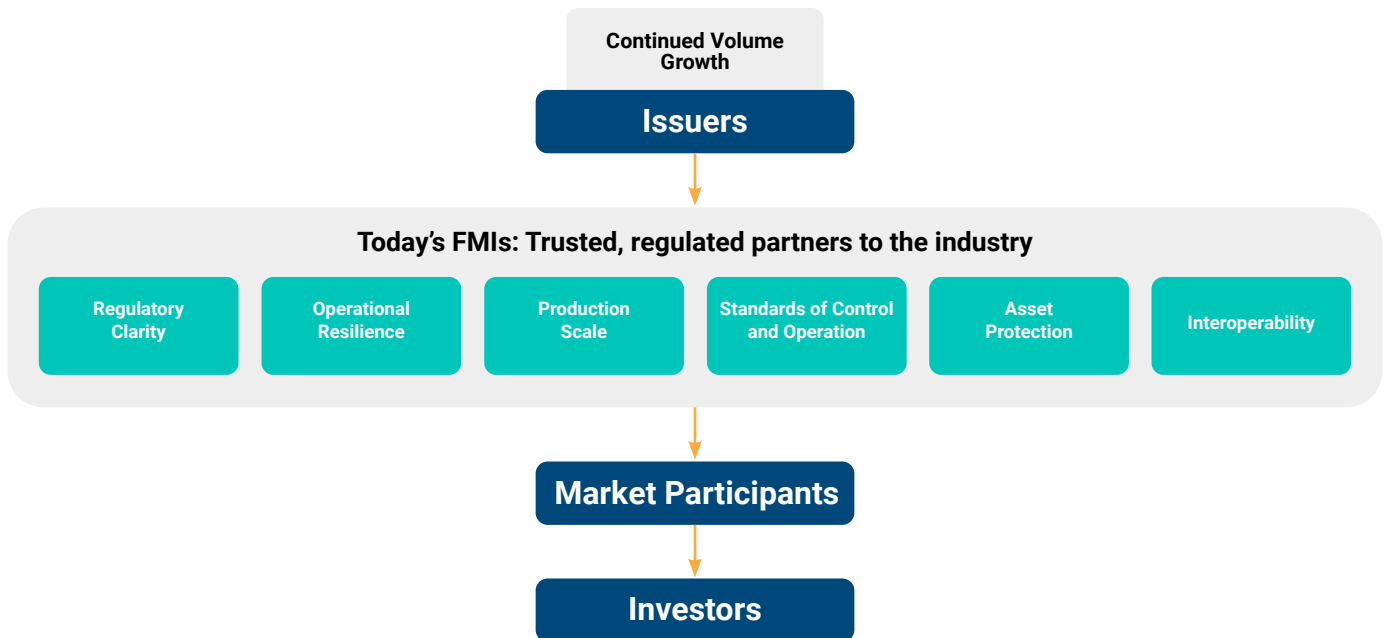 Continued Volume
Growth
Issuers
Today’s FMIs: Trusted, regulated partners to the industry
Regulatory
Clarity
Operational
Resilience
Production
Scale
Standards of Control
and Operation
Asset
Protection
Interoperability
Market Participants
Investors